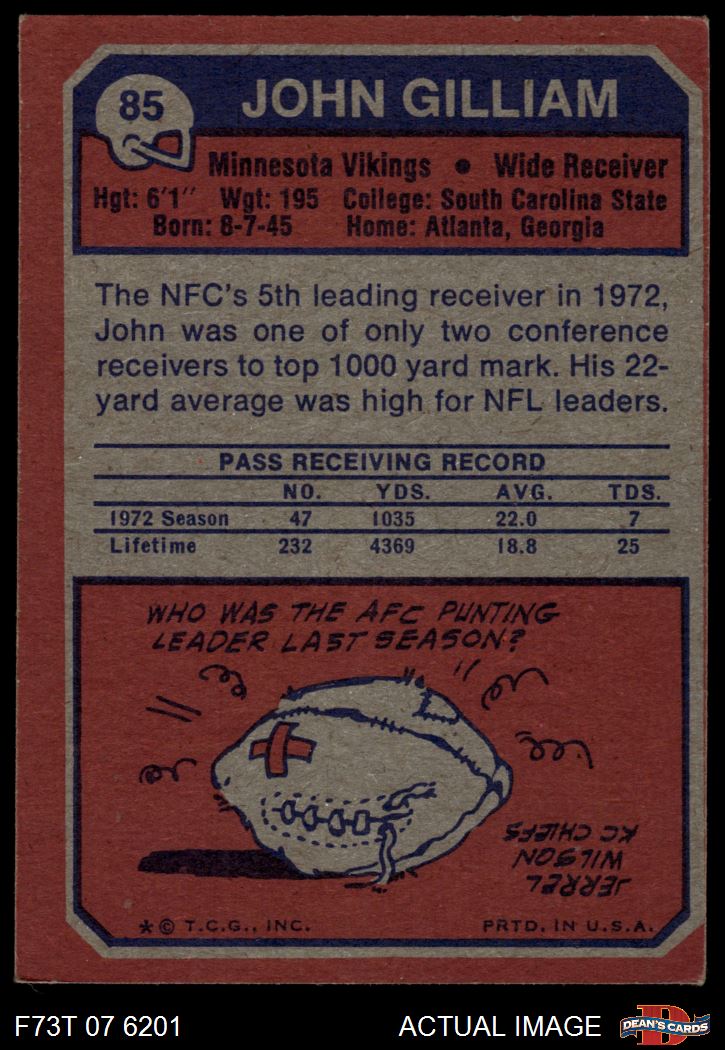 85
JOHN GILLIAM
Minnesota Vikings • Wide Receiver
Hgt: 6'1" Wgt: 195 College: South Carolina State
Born: 8-7-45 Home: Atlanta, Georgia
The NFC's 5th leading receiver in 1972,
John was one of only two conference
receivers to top 1000 yard mark. His 22-
yard average was high for NFL leaders.
PASS RECEIVING RECORD
NO. YDS. AVG. TDS.
1972 Season 47 1035 22.0 7
Lifetime 232 4369 18.8 25
WHO WAS THE AFC PUNTING
LEADER LAST SEASON?
JERREL
WILSON
KC CHIEFS
* © T.C.G., INC. PRTD. IN U.S.A.
F73T 07 6201 ACTUAL IMAGE
D
DEAN'S CARDS